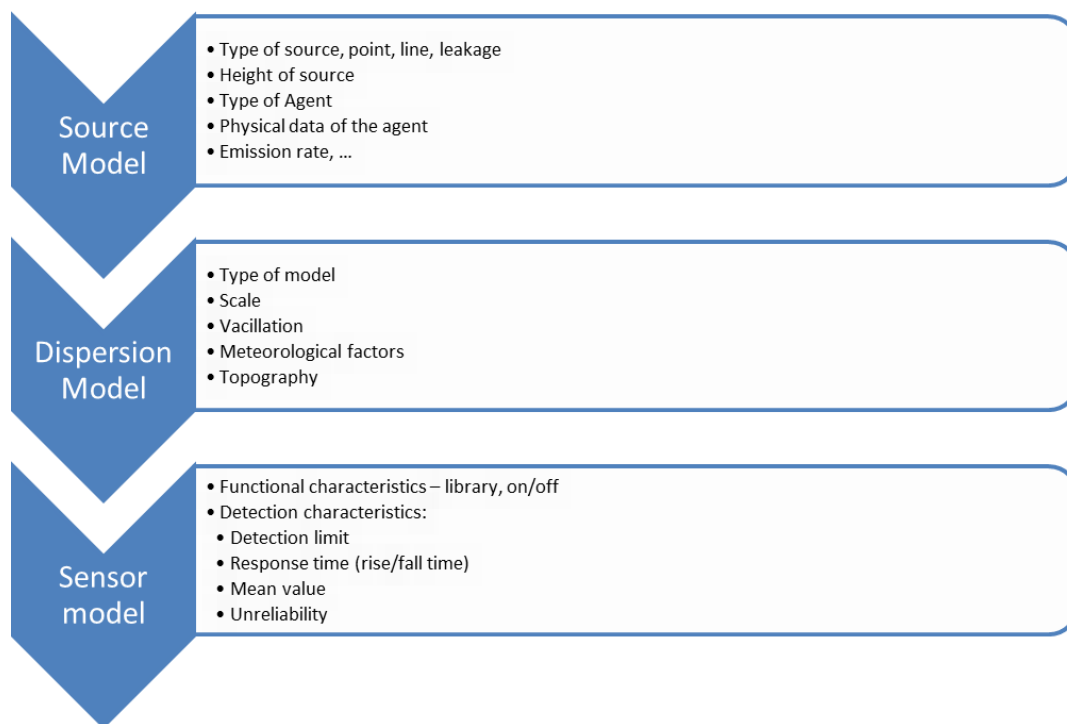 Source
Model
• Type of source, point, line, leakage
• Height of source
• Type of Agent
• Physical data of the agent
• Emission rate, ...
Dispersion
Model
• Type of model
• Scale
• Vacillation
• Meteorological factors
• Topography
Sensor
model
• Functional characteristics – library, on/off
• Detection characteristics:
• Detection limit
• Response time (rise/fall time)
• Mean value
• Unreliability